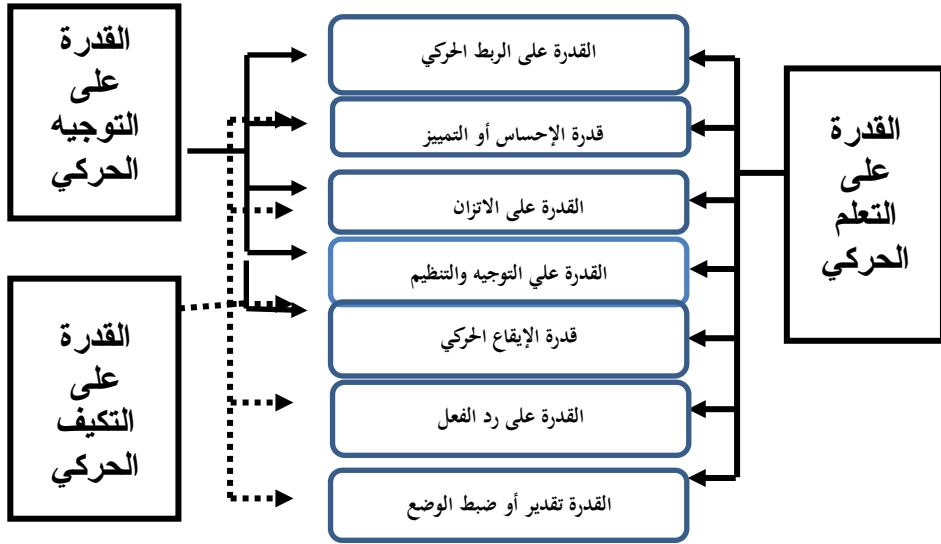 القدرة
على
التعلم
الحركي
القدرة على الربط الحركي
قدرة الإحساس أو التمييز
القدرة على الاتزان
القدرة علي التوجيه والتنظيم
قدرة الإيقاع الحركي
القدرة على رد الفعل
القدرة تقدير أو ضبط الوضع
القدرة
على
التوجيه
الحركي
القدرة
على
التكيف
الحركي